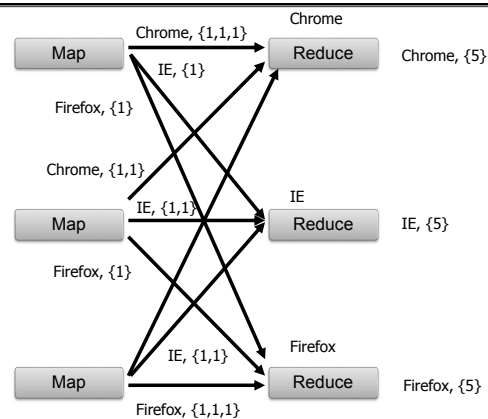 Chrome
Chrome, {1,1,1}
Map
Reduce
Chrome, {5}
IE, {1}
Firefox, {1}
Chrome, {1,1}
IE
IE, {1,1}
Map
Reduce
IE, {5}
Firefox, {1}
Firefox
IE, {1,1}
Map
Reduce
Firefox, {5}
Firefox, {1,1,1}